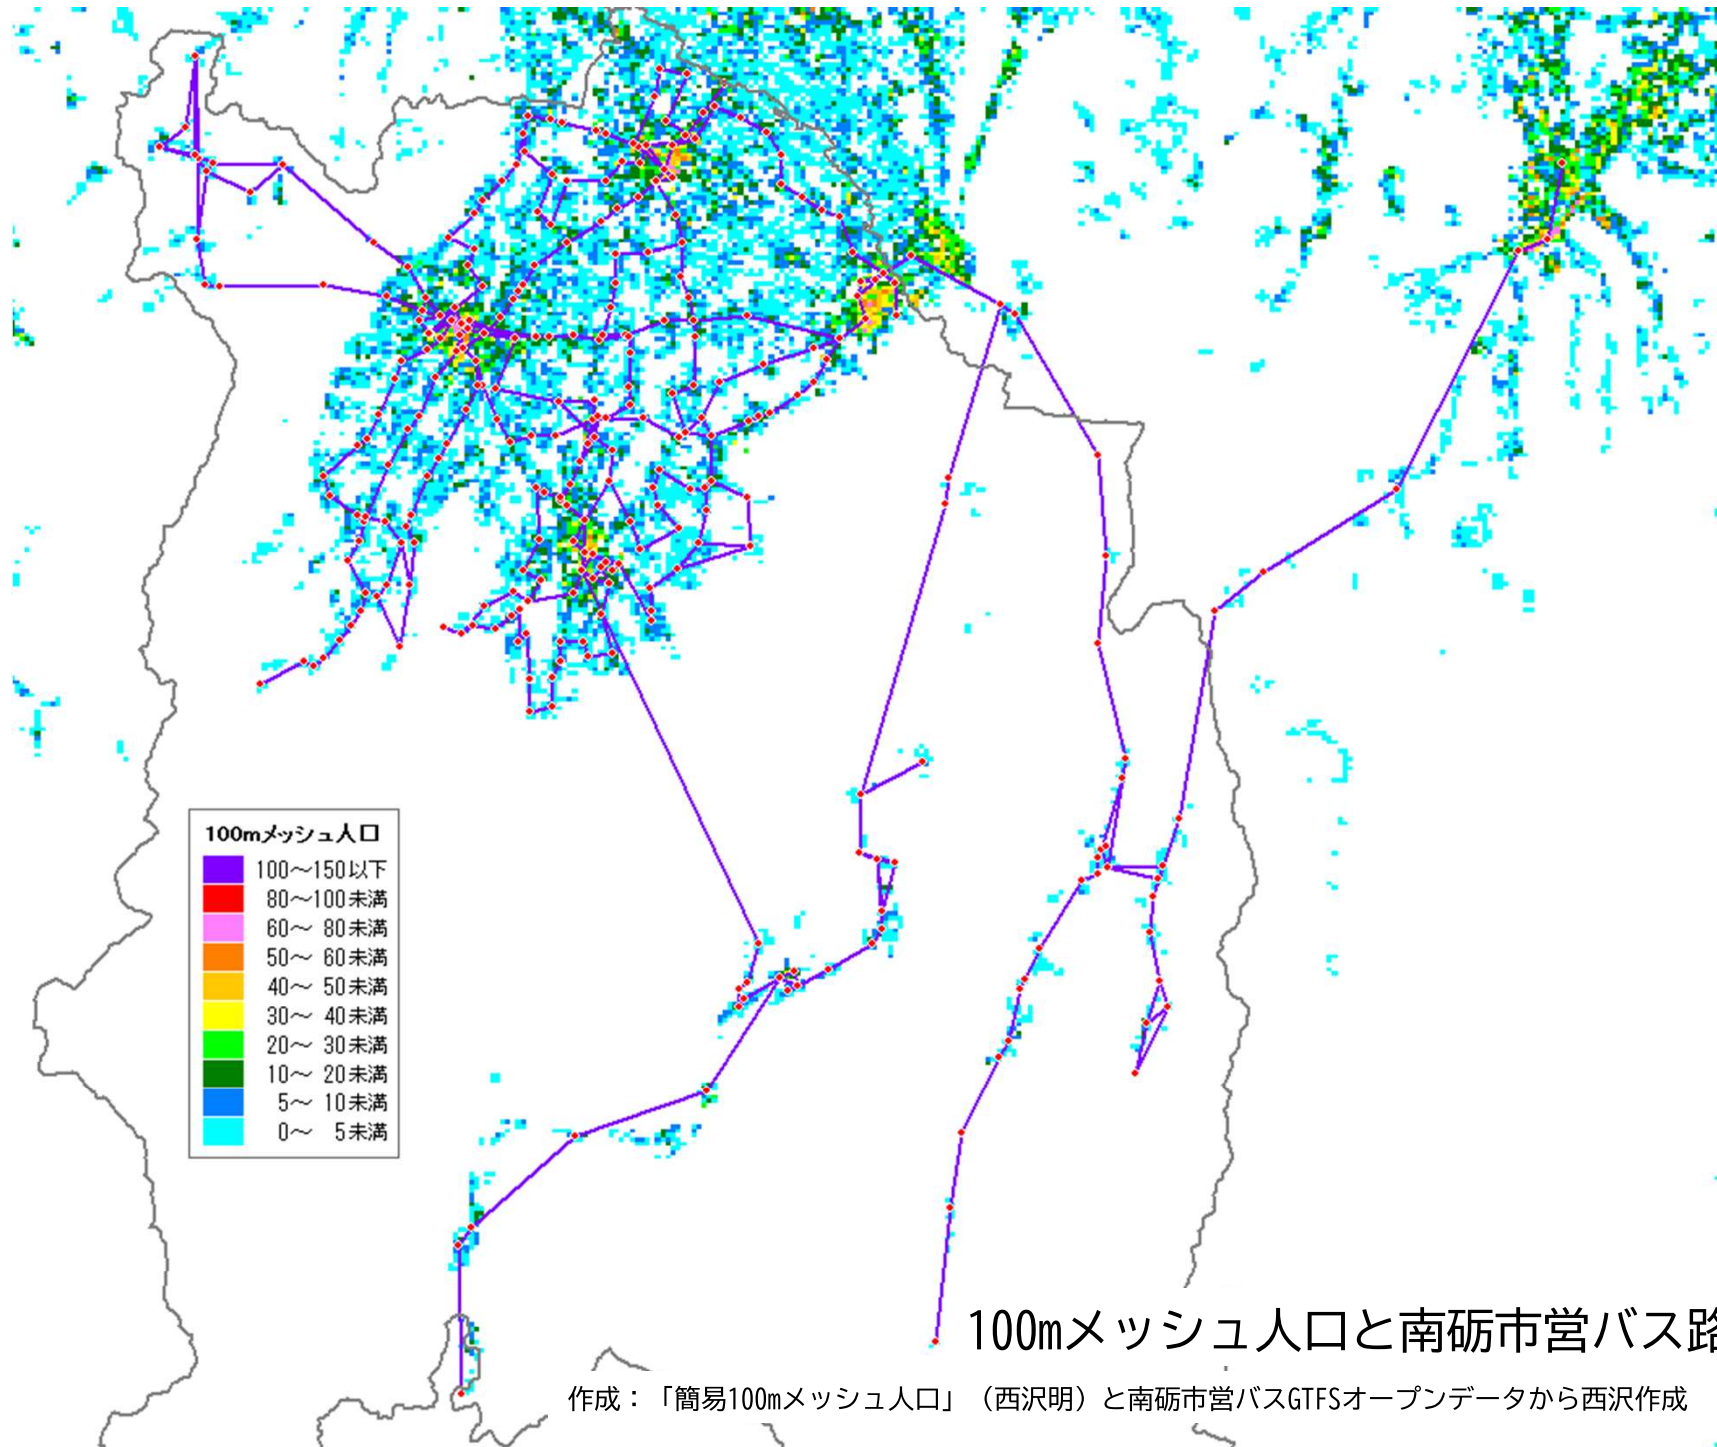 100mメッシュ人口
100～150以下
80～100未満
60～ 80未満
50～ 60未満
40～ 50未満
30～ 40未満
20～ 30未満
10～ 20未満
5～ 10未満
0～ 5未満
100mメッシュ人口と南砺市営バス路
作成：「簡易100mメッシュ人口」（西沢明）と南砺市営バスGTFSオープンデータから西沢作成